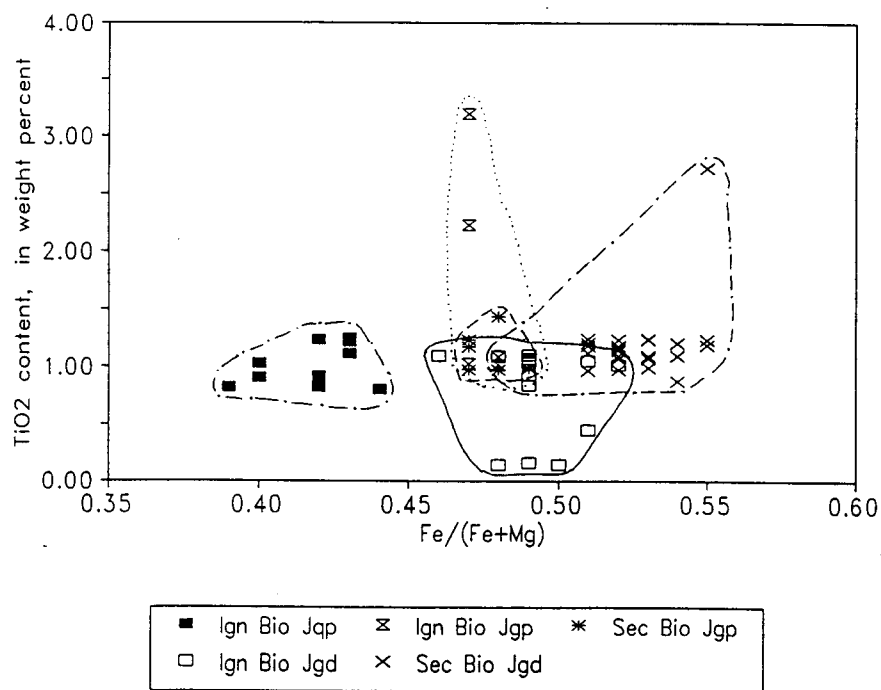 4.00
3.00
2.00
1.00
0.00
TiO2 content, in weight percent
0.35 0.40 0.45 0.50 0.55 0.60
Fe/(Fe+Mg)
Ign Bio Jqp Ign Bio Jgp Sec Bio Jgp
Ign Bio Jgd Sec Bio Jgd